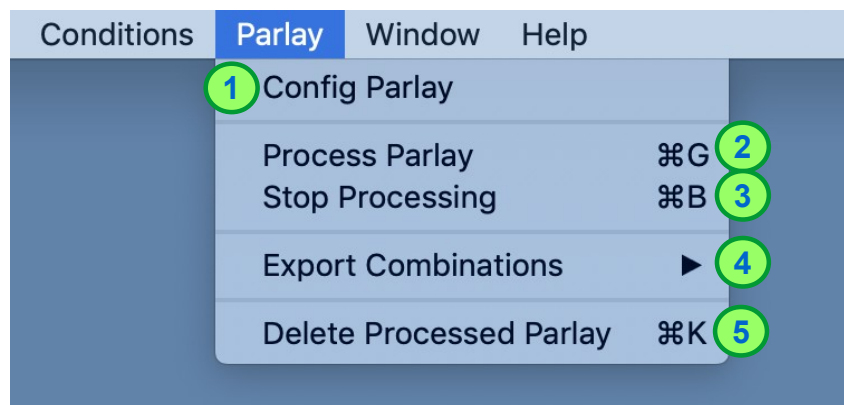 Conditions Parlay Window Help
1 Config Parlay
Process Parlay ⌘G 2
Stop Processing ⌘B 3
Export Combinations ▶ 4
Delete Processed Parlay ⌘K 5